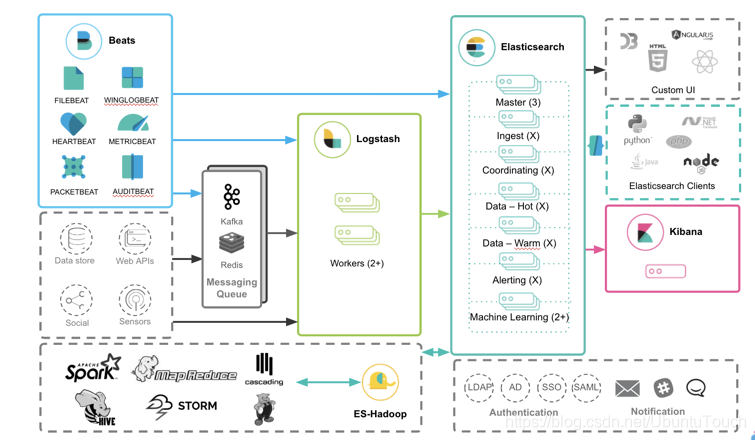 Beats
FILEBEAT
WINGLOGBEAT
HEARTBEAT
METRICBEAT
PACKETBEAT
AUDITBEAT
Data store
Web APIs
Social
Sensors
Kafka
Redis
Messaging
Queue
Logstash
Workers (2+)
Elasticsearch
Master (3)
Ingest (X)
Coordinating (X)
Data – Hot (X)
Data – Warm (X)
Alerting (X)
Machine Learning (2+)
ANGULARJS
HTML
5
Custom UI
python
.NET
php
Java
node
JS
Elasticsearch Clients
Kibana
APACHE
Spark
MapReduce
cascading
HIVE
STORM
ES-Hadoop
LDAP
AD
SSO
SAML
Authentication
Notification
https://blog.csdn.net/UbuntuTouch